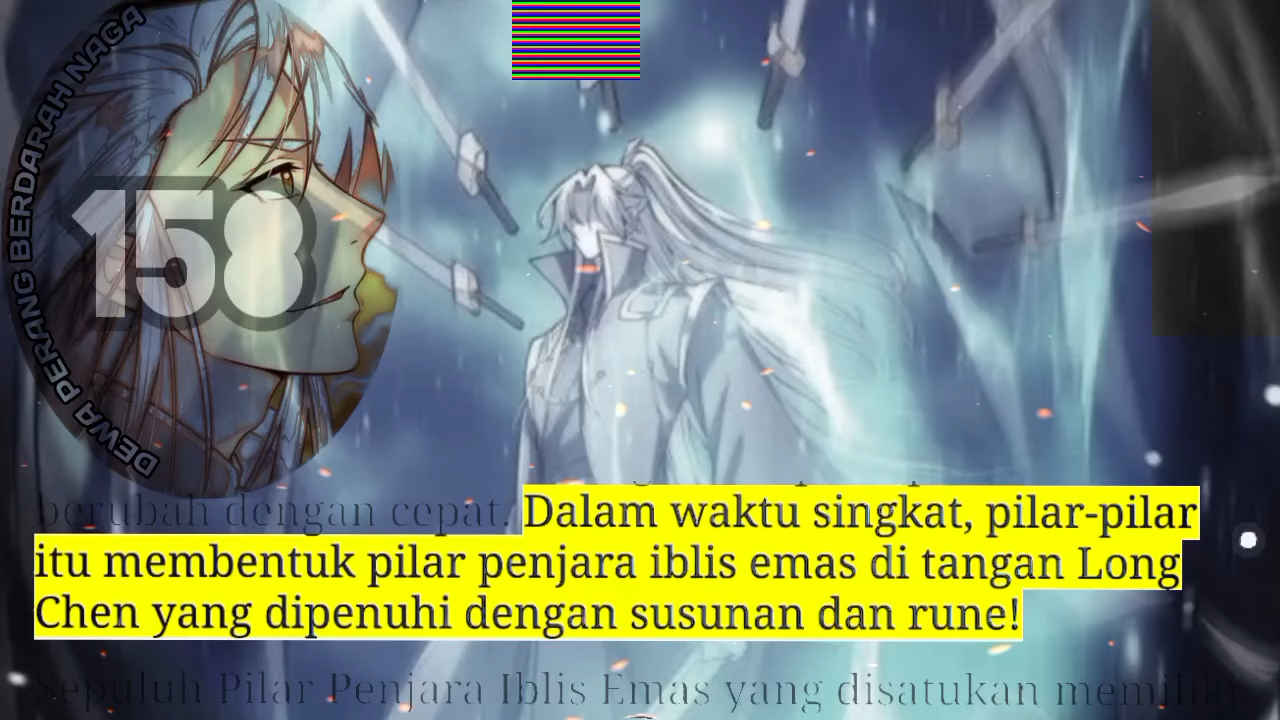 DEWA PERANG BERDARAH NAGA
158
berubah dengan cepat. Dalam waktu singkat, pilar-pilar
itu membentuk pilar penjara iblis emas di tangan Long
Chen yang dipenuhi dengan susunan dan rune!
Sepuluh Pilar Penjara Iblis Emas yang disatukan memiliki